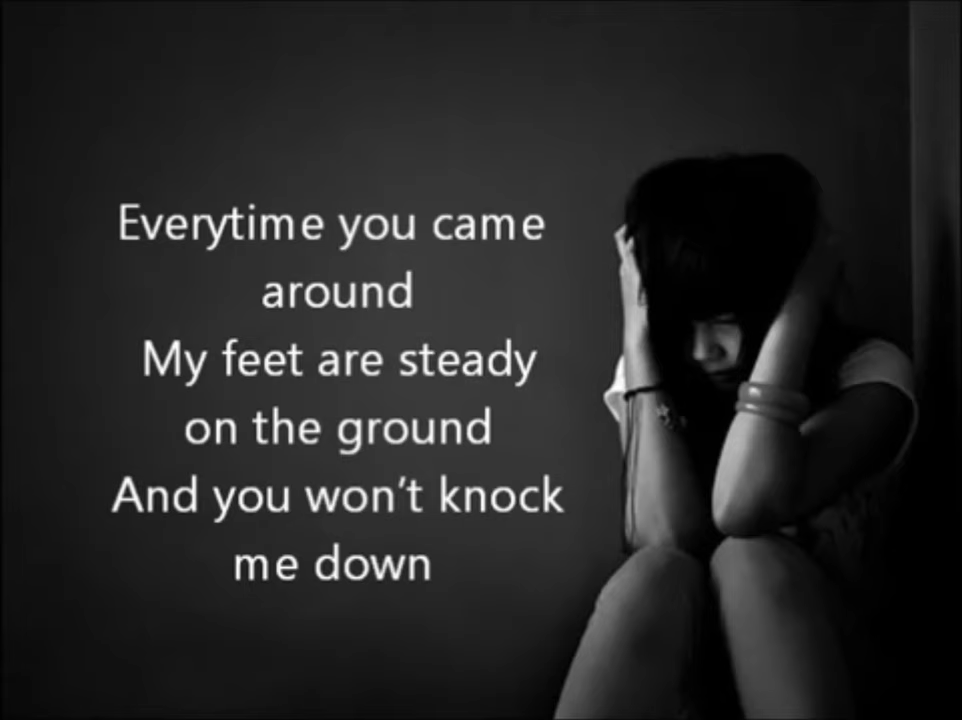 Everytime you came
around
My feet are steady
on the ground
And you won't knock
me down